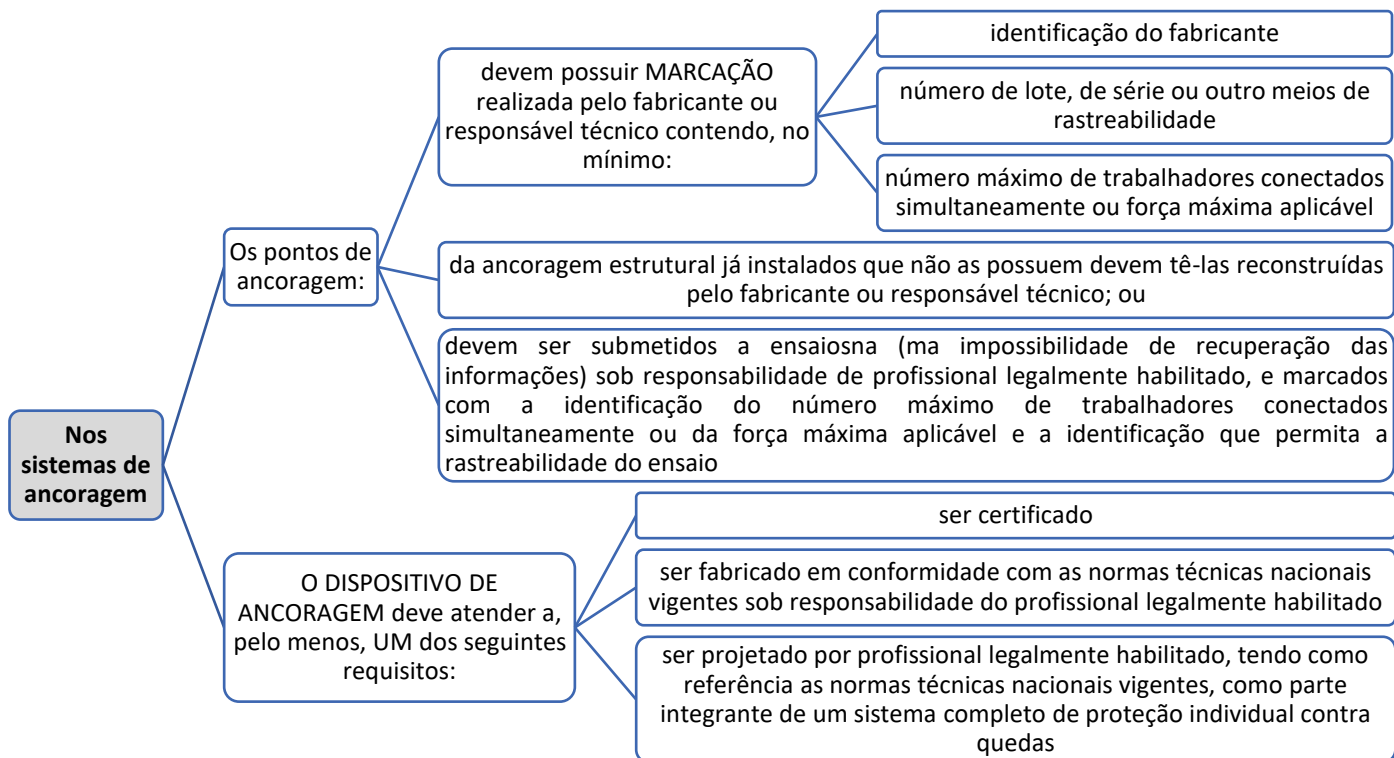 Nos
sistemas de
ancoragem
Os pontos de
ancoragem:
devem possuir MARCAÇÃO
realizada pelo fabricante ou
responsável técnico contendo, no
mínimo:
identificação do fabricante
número de lote, de série ou outro meios de
rastreabilidade
número máximo de trabalhadores conectados
simultaneamente ou força máxima aplicável
da ancoragem estrutural já instalados que não as possuem devem tê-las reconstruídas
pelo fabricante ou responsável técnico; ou
devem ser submetidos a ensaiosna (ma impossibilidade de recuperação das
informações) sob responsabilidade de profissional legalmente habilitado, e marcados
com a identificação do número máximo de trabalhadores conectados
simultaneamente ou da força máxima aplicável e a identificação que permita a
rastreabilidade do ensaio
O DISPOSITIVO DE
ANCORAGEM deve atender a,
pelo menos, UM dos seguintes
requisitos:
ser certificado
ser fabricado em conformidade com as normas técnicas nacionais
vigentes sob responsabilidade do profissional legalmente habilitado
ser projetado por profissional legalmente habilitado, tendo como
referência as normas técnicas nacionais vigentes, como parte
integrante de um sistema completo de proteção individual contra
quedas